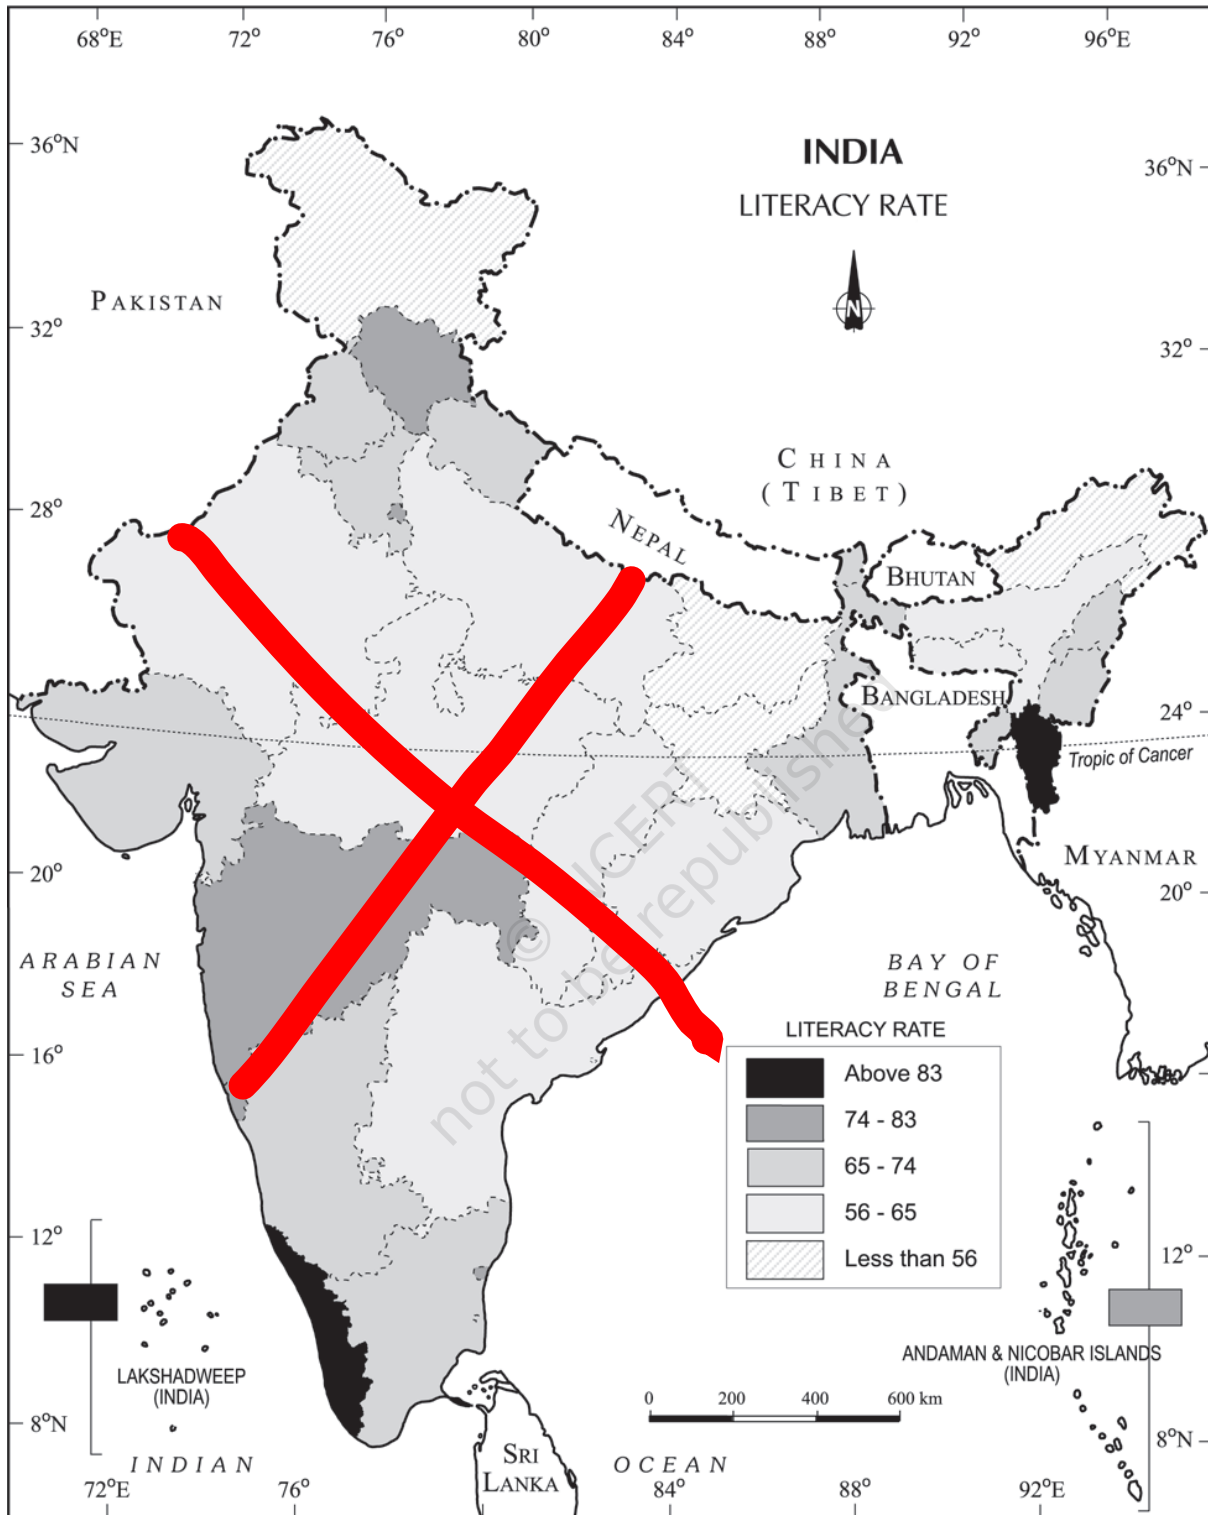 68°E 72° 76° 80° 84° 88° 92° 96°E
36°N
INDIA
36°N
LITERACY RATE
N
PAKISTAN
32°
32°
CHINA
(TIBET)
28°
NEPAL
BHUTAN
BANGLADESH
24°
Tropic of Cancer
© NCERT
not to be republished
20°
MYANMAR
20°
ARABIAN
SEA
BAY OF
BENGAL
16°
LITERACY RATE
Above 83
74 - 83
65 - 74
56 - 65
Less than 56
12°
12°
LAKSHADWEEP
(INDIA)
ANDAMAN & NICOBAR ISLANDS
(INDIA)
0 200 400 600 km
8°N
8°N
INDIAN
OCEAN
SRI
LANKA
72°E 76° 84° 88° 92°E